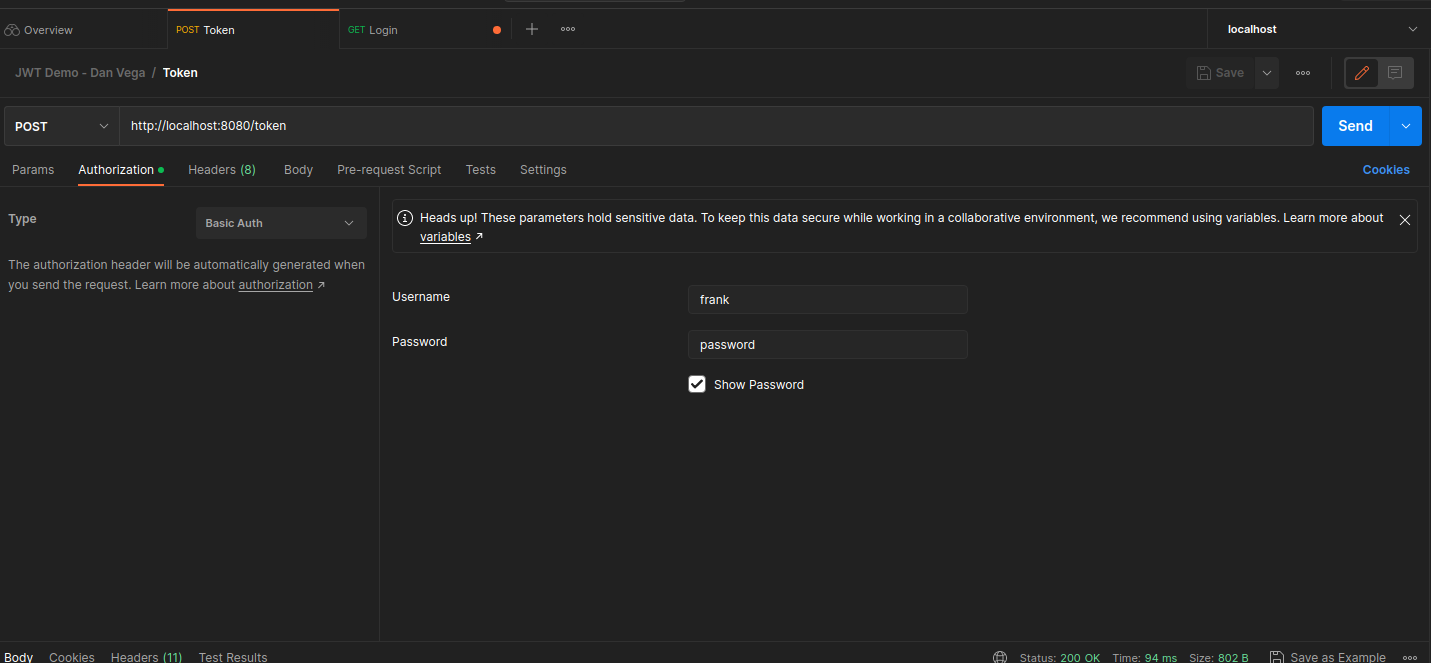 Overview
POST Token
GET Login
localhost
JWT Demo - Dan Vega / Token
Save
POST
http://localhost:8080/token
Send
Params Authorization Headers (8) Body Pre-request Script Tests Settings
Cookies
Type
Basic Auth
The authorization header will be automatically generated when
you send the request. Learn more about authorization ↗
Heads up! These parameters hold sensitive data. To keep this data secure while working in a collaborative environment, we recommend using variables. Learn more about
variables ↗
Username
frank
Password
password
Show Password
Body Cookies Headers (11) Test Results
Status: 200 OK Time: 94 ms Size: 802 B
Save as Example